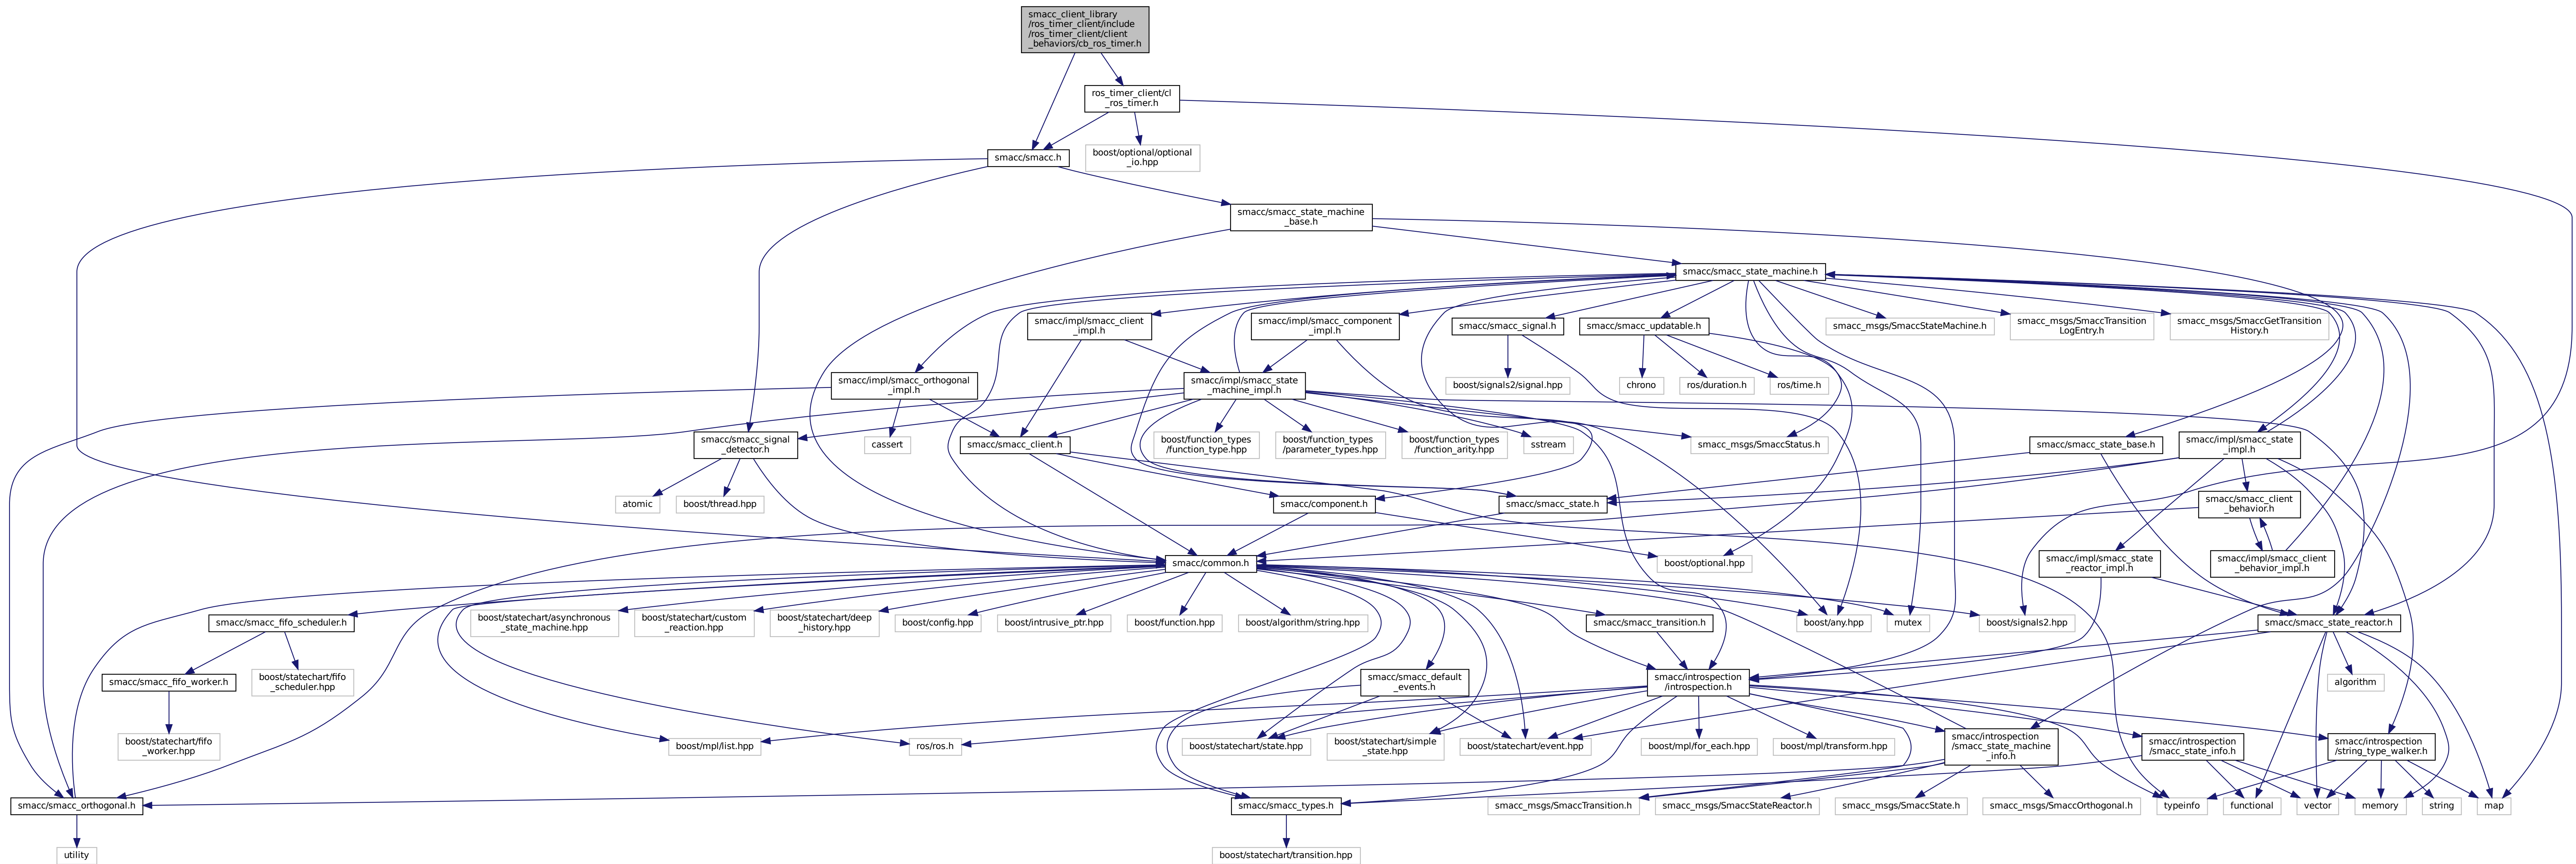 smacc_client_library
/ros_timer_client/include
/ros_timer_client/client
_behaviors/cb_ros_timer.h
ros_timer_client/cl
_ros_timer.h
smacc/smacc.h
boost/optional/optional
_io.hpp
smacc/smacc_state_machine
_base.h
smacc/smacc_state_machine.h
smacc/impl/smacc_client
_impl.h
smacc/impl/smacc_component
_impl.h
smacc/smacc_signal.h
smacc/smacc_updatable.h
smacc_msgs/SmaccStateMachine.h
smacc_msgs/SmaccTransition
LogEntry.h
smacc_msgs/SmaccGetTransition
History.h
smacc/impl/smacc_orthogonal
_impl.h
smacc/impl/smacc_state
_machine_impl.h
boost/signals2/signal.hpp
chrono
ros/duration.h
ros/time.h
smacc/smacc_signal
_detector.h
cassert
smacc/smacc_client.h
boost/function_types
/function_type.hpp
boost/function_types
/parameter_types.hpp
boost/function_types
/function_arity.hpp
sstream
smacc_msgs/SmaccStatus.h
smacc/smacc_state_base.h
smacc/impl/smacc_state
_impl.h
atomic
boost/thread.hpp
smacc/component.h
smacc/smacc_state.h
smacc/smacc_client
_behavior.h
smacc/common.h
boost/optional.hpp
smacc/impl/smacc_state
_reactor_impl.h
smacc/impl/smacc_client
_behavior_impl.h
smacc/smacc_fifo_scheduler.h
boost/statechart/asynchronous
_state_machine.hpp
boost/statechart/custom
_reaction.hpp
boost/statechart/deep
_history.hpp
boost/config.hpp
boost/intrusive_ptr.hpp
boost/function.hpp
boost/algorithm/string.hpp
smacc/smacc_transition.h
boost/any.hpp
mutex
boost/signals2.hpp
smacc/smacc_state_reactor.h
smacc/smacc_fifo_worker.h
boost/statechart/fifo
_scheduler.hpp
smacc/smacc_default
_events.h
smacc/introspection
/introspection.h
algorithm
boost/statechart/fifo
_worker.hpp
boost/mpl/list.hpp
ros/ros.h
boost/statechart/state.hpp
boost/statechart/simple
_state.hpp
boost/statechart/event.hpp
boost/mpl/for_each.hpp
boost/mpl/transform.hpp
smacc/introspection
/smacc_state_machine
_info.h
smacc/introspection
/smacc_state_info.h
smacc/introspection
/string_type_walker.h
smacc/smacc_orthogonal.h
smacc/smacc_types.h
smacc_msgs/SmaccTransition.h
smacc_msgs/SmaccStateReactor.h
smacc_msgs/SmaccState.h
smacc_msgs/SmaccOrthogonal.h
typeinfo
functional
vector
memory
string
map
utility
boost/statechart/transition.hpp